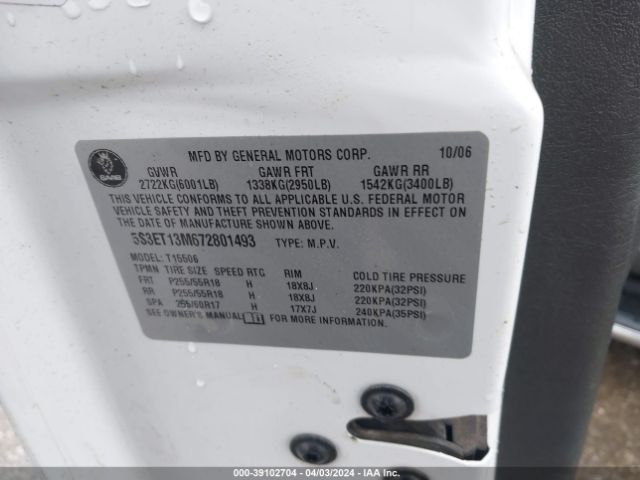 MFD BY GENERAL MOTORS CORP. 10/06
SAAB
GVWR GAWR FRT GAWR RR
2722KG(6001LB) 1338KG(2950LB) 1542KG(3400LB)
THIS VEHICLE CONFORMS TO ALL APPLICABLE U.S. FEDERAL MOTOR
VEHICLE SAFETY AND THEFT PREVENTION STANDARDS IN EFFECT ON
THE DATE OF MANUFACTURE SHOWN ABOVE.
5S3ET13M672801493 TYPE: M.P.V.
MODEL: T15506
TPMN TIRE SIZE SPEED RTG RIM COLD TIRE PRESSURE
FRT P255/55R18 H 18X8J 220KPA(32PSI)
RR P255/55R18 H 18X8J 220KPA(32PSI)
SPA 255/60R17 H 17X7J 240KPA(35PSI)
SEE OWNER'S MANUAL FOR MORE INFORMATION.
000-39102704 - 04/03/2024 - IAA Inc.